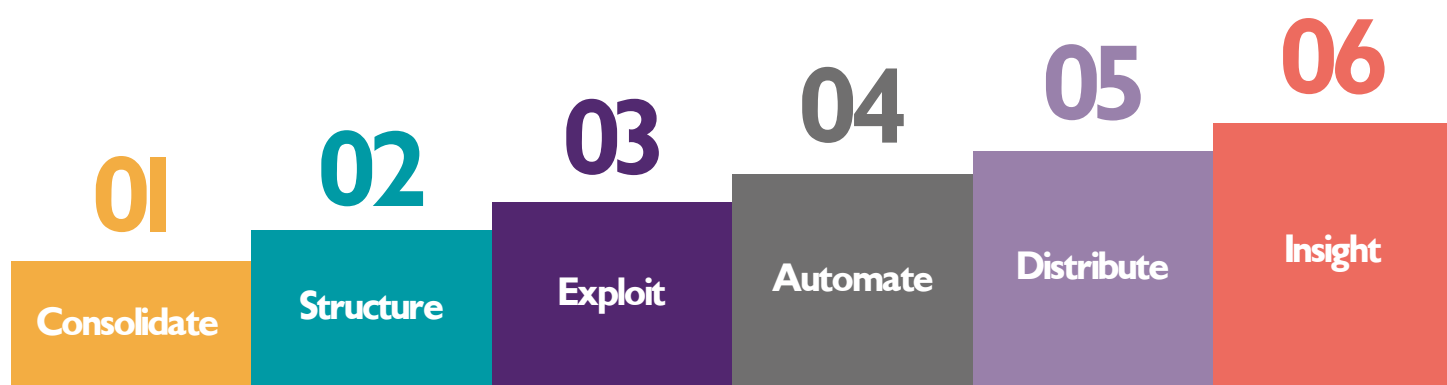 01
Consolidate
02
Structure
03
Exploit
04
Automate
05
Distribute
06
Insight